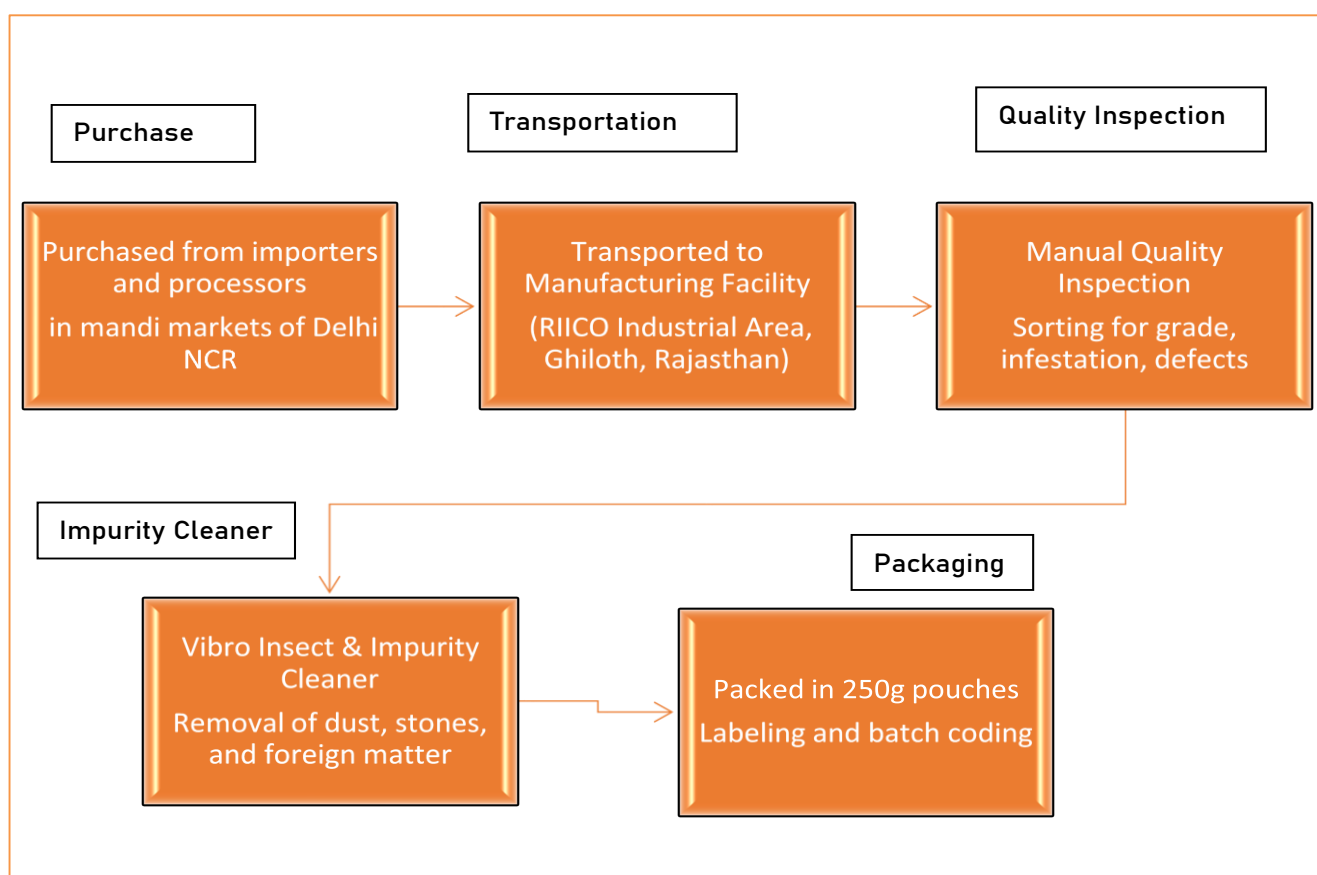 Purchase
Transportation
Quality Inspection
Purchased from importers
and processors
in mandi markets of Delhi
NCR
Transported to
Manufacturing Facility
(RIICO Industrial Area,
Ghiloth, Rajasthan)
Manual Quality
Inspection
Sorting for grade,
infestation, defects
Impurity Cleaner
Packaging
Vibro Insect & Impurity
Cleaner
Removal of dust, stones,
and foreign matter
Packed in 250g pouches
Labeling and batch coding